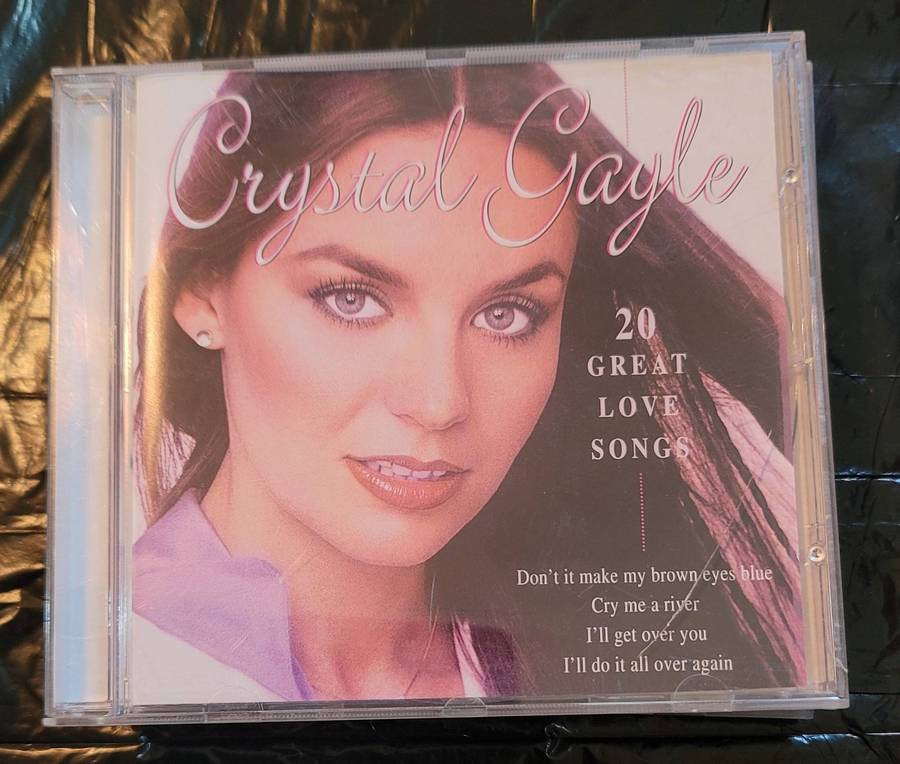 Crystal Gayle
20
GREAT
LOVE
SONGS
Don't it make my brown eyes blue
Cry me a river
I'll get over you
I'll do it all over again